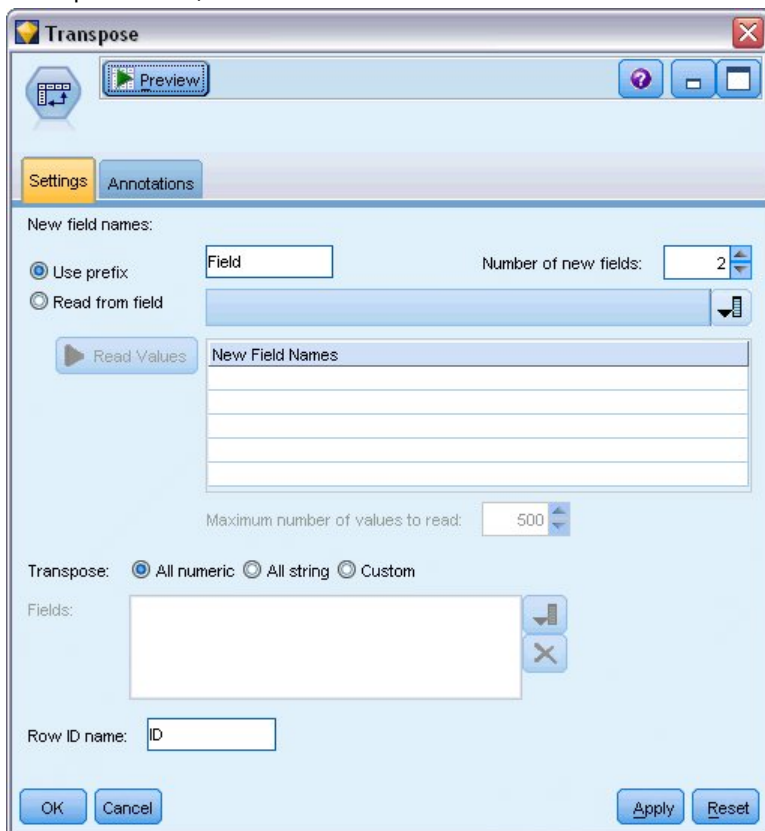 Transpose
Preview
Settings Annotations
New field names:
Use prefix Field Number of new fields: 2
Read from field
Read Values New Field Names
Maximum number of values to read: 500
Transpose: All numeric All string Custom
Fields:
Row ID name: ID
OK Cancel Apply Reset